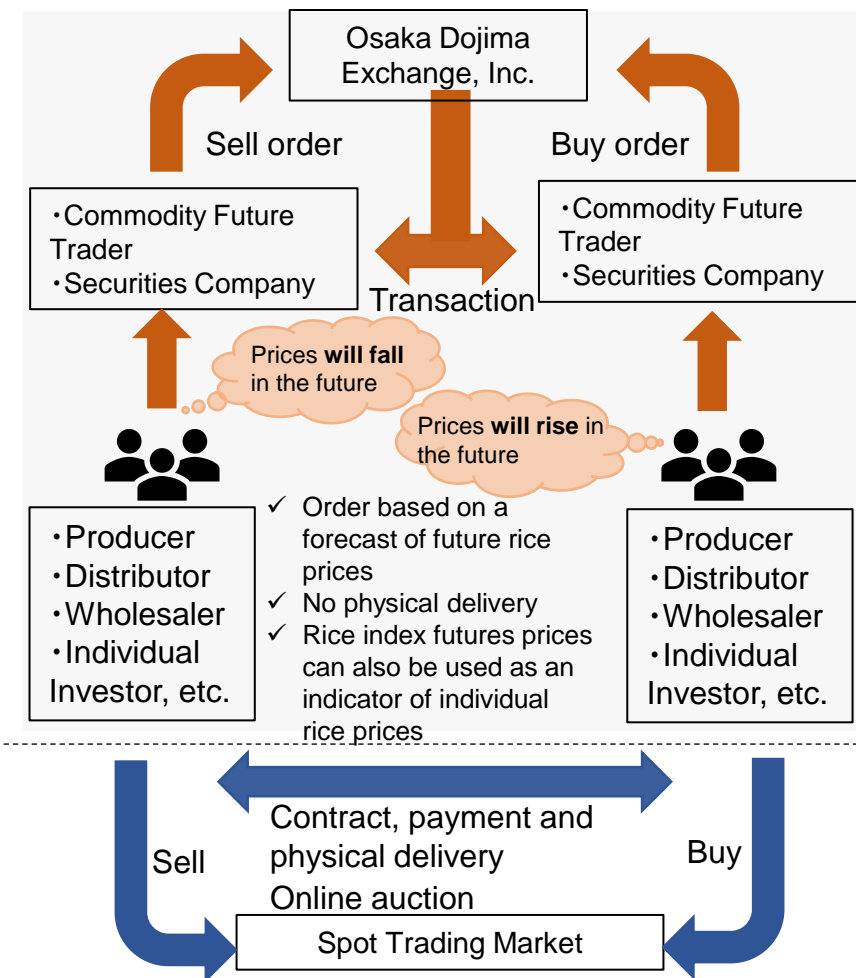 Osaka Dojima
Exchange, Inc.
Sell order
Buy order
・Commodity Future
Trader
・Securities Company
・Commodity Future
Trader
・Securities Company
Transaction
Prices will fall
in the future
Prices will rise in
the future
・Producer
・Distributor
・Wholesaler
・Individual
Investor, etc.
✓ Order based on a
forecast of future rice
prices
✓ No physical delivery
✓ Rice index futures prices
can also be used as an
indicator of individual
rice prices
・Producer
・Distributor
・Wholesaler
・Individual
Investor, etc.
Sell
Contract, payment and
physical delivery
Online auction
Buy
Spot Trading Market